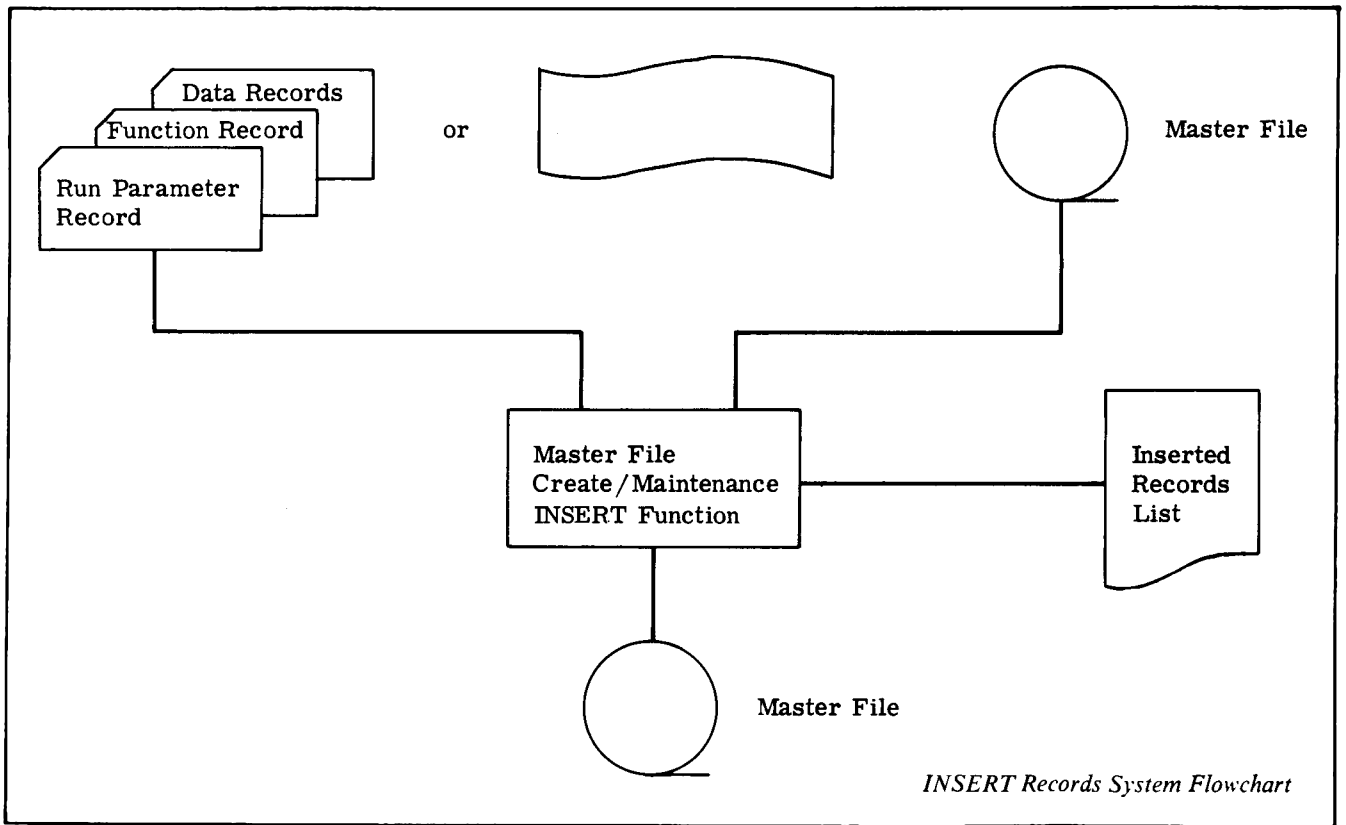 Data Records
Function Record
Run Parameter
Record
or
Master File
Master File
Create/Maintenance
INSERT Function
Inserted
Records
List
Master File
INSERT Records System Flowchart